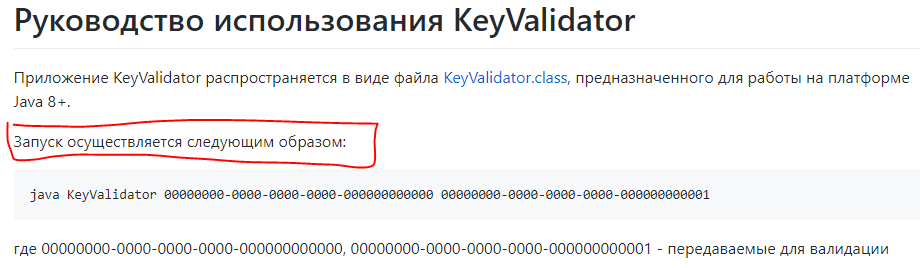 Руководство использования KeyValidator
Приложение KeyValidator распространяется в виде файла KeyValidator.class, предназначенного для работы на платформе
Java 8+.
Запуск осуществляется следующим образом:
java KeyValidator 00000000-0000-0000-0000-000000000000 00000000-0000-0000-0000-000000000001
где 00000000-0000-0000-0000-000000000000, 00000000-0000-0000-0000-000000000001 - передаваемые для валидации